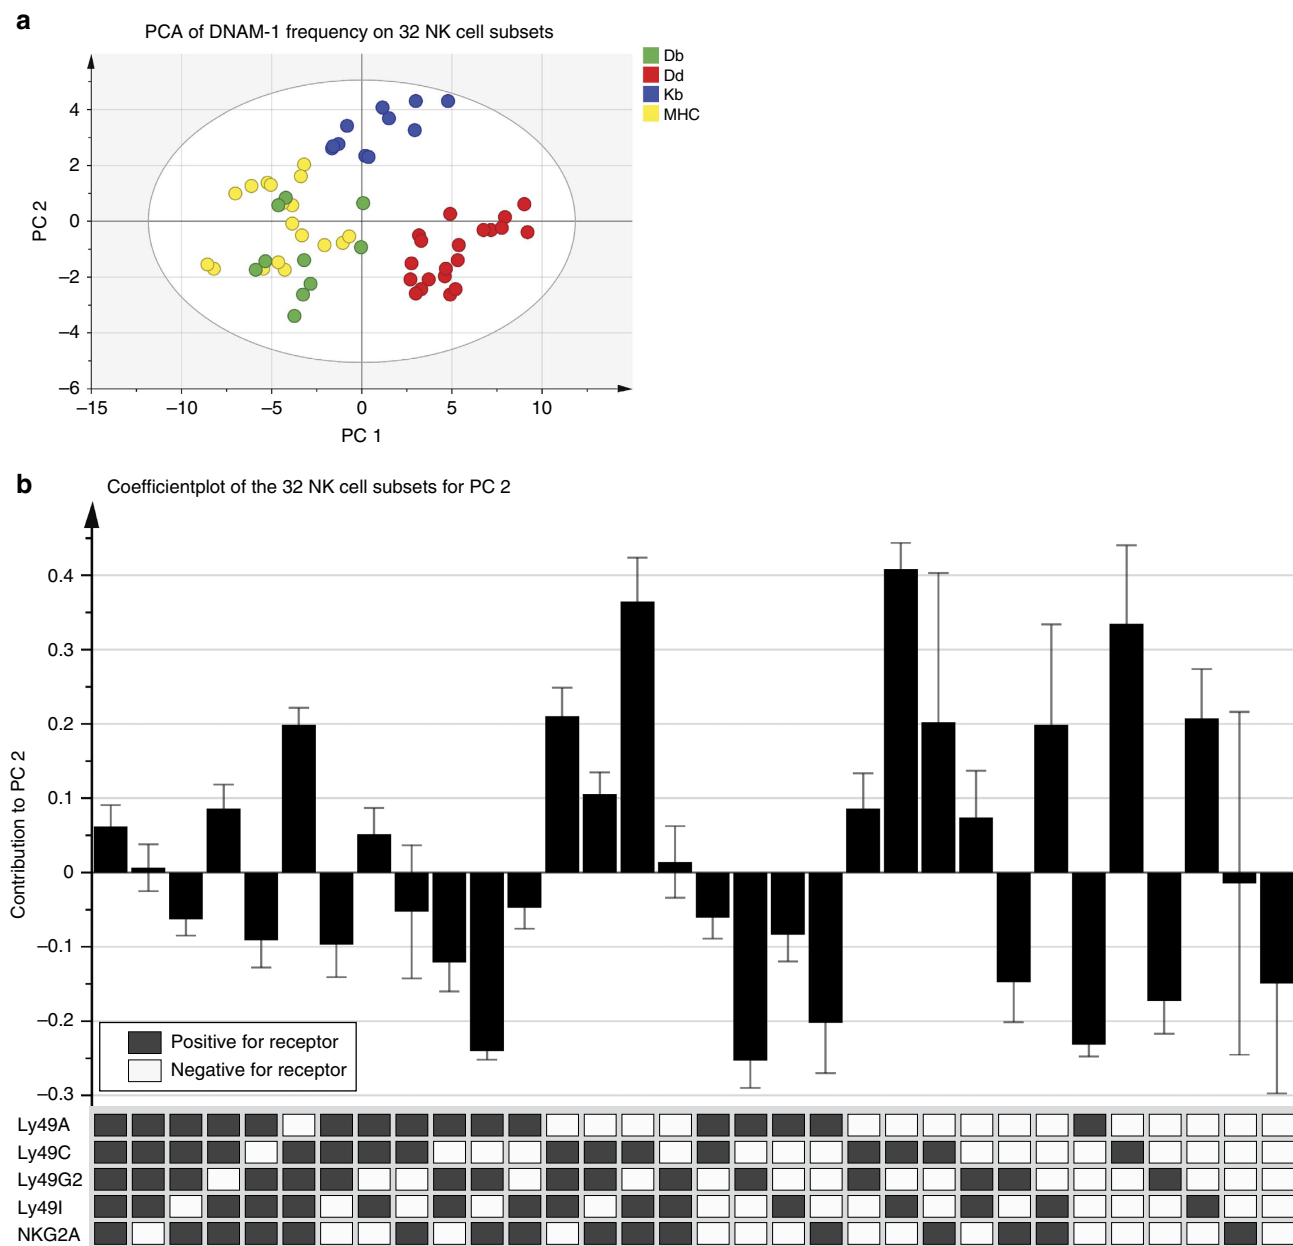 a
PCA of DNAM-1 frequency on 32 NK cell subsets
Db
Dd
Kb
MHC
4
2
0
−2
−4
−6
PC 2
−15 −10 −5 0 5 10
PC 1
b
Coefficientplot of the 32 NK cell subsets for PC 2
0.4
0.3
0.2
0.1
0
−0.1
−0.2
−0.3
Contribution to PC 2
Positive for receptor
Negative for receptor
Ly49A
Ly49C
Ly49G2
Ly49I
NKG2A